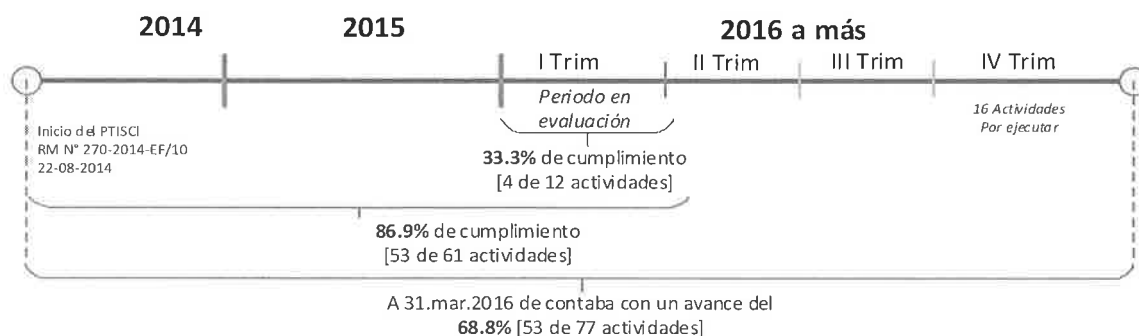 2014
2015
2016 a más
I Trim
II Trim
III Trim
IV Trim
Periodo en
evaluación
16 Actividades
Por ejecutar
Inicio del PTISCI
RM N° 270-2014-EF/10
22-08-2014
33.3% de cumplimiento
[4 de 12 actividades]
86.9% de cumplimiento
[53 de 61 actividades]
A 31.mar.2016 de contaba con un avance del
68.8% [53 de 77 actividades]